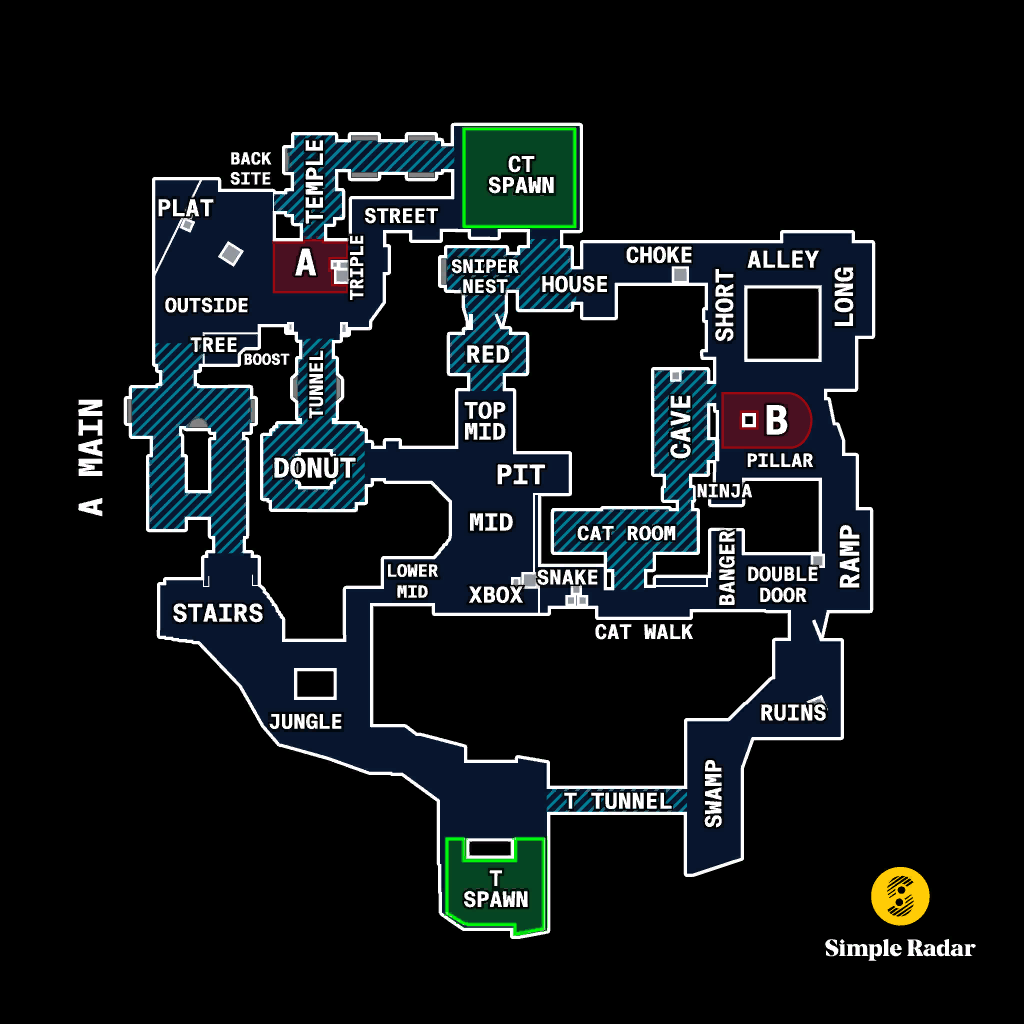 CT
SPAWN
BACK
SITE
TEMPLE
PLAT
STREET
A
TRIPLE
SNIPER
NEST
HOUSE
CHOKE
ALLEY
SHORT
LONG
OUTSIDE
TREE
BOOST
TUNNEL
RED
A MAIN
TOP
MID
CAVE
B
PILLAR
DONUT
PIT
NINJA
MID
CAT ROOM
BANGER
RAMP
LOWER
MID
XBOX
SNAKE
DOUBLE
DOOR
STAIRS
CAT WALK
JUNGLE
RUINS
SWAMP
T TUNNEL
T
SPAWN
Simple Radar